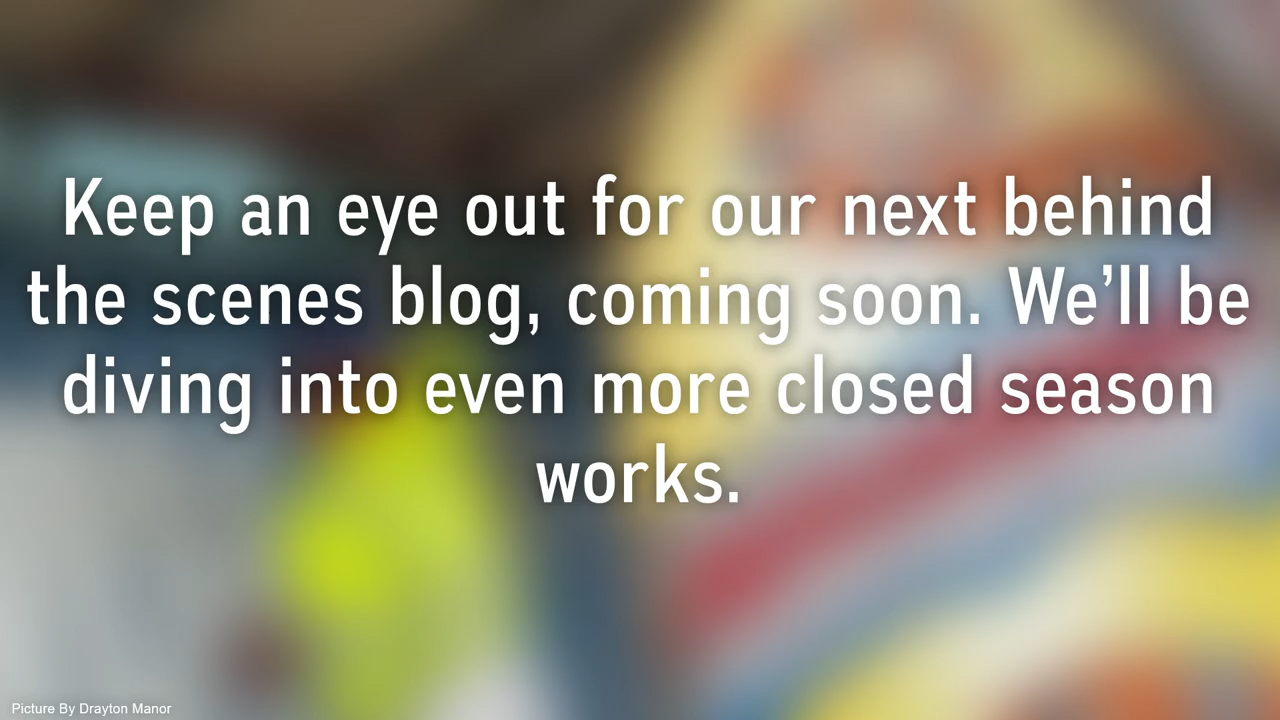 Keep an eye out for our next behind
the scenes blog, coming soon. We’ll be
diving into even more closed season
works.
Picture By Drayton Manor